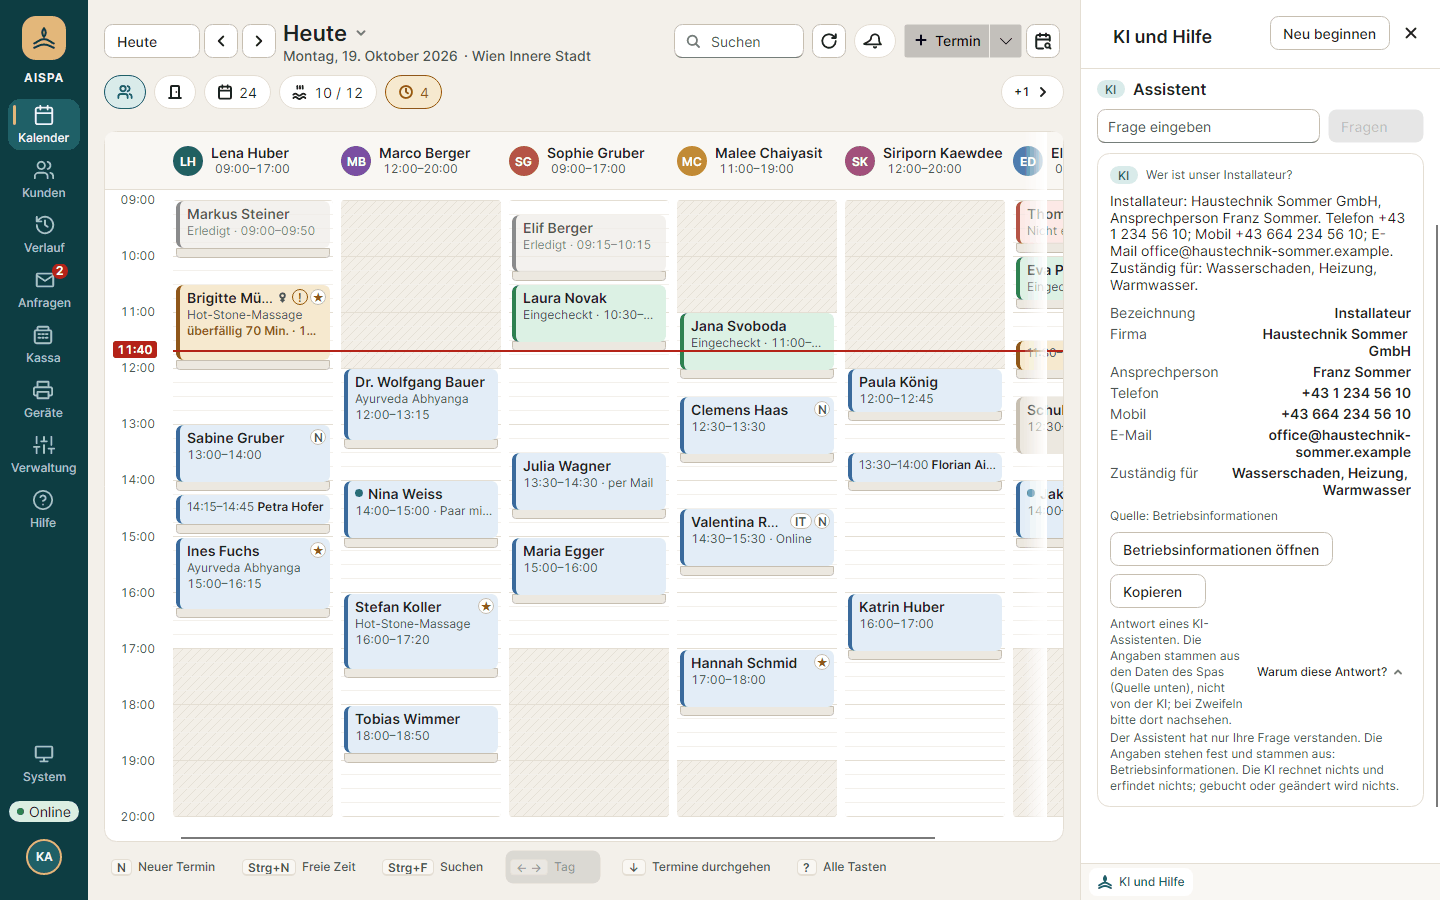 AISPA
Kalender
Kunden
Verlauf
2
Anfragen
Kassa
Geräte
Verwaltung
Hilfe
System
Online
KA
Heute
Heute
Montag, 19. Oktober 2026 · Wien Innere Stadt
Suchen
+ Termin
24
10 / 12
4
+1
LH Lena Huber
09:00–17:00
MB Marco Berger
12:00–20:00
SG Sophie Gruber
09:00–17:00
MC Malee Chaiyasit
11:00–19:00
SK Siriporn Kaewdee
12:00–20:00
ED El
0
09:00
10:00
11:00
11:40
12:00
13:00
14:00
15:00
16:00
17:00
18:00
19:00
20:00
Markus Steiner
Erledigt · 09:00–09:50
Brigitte Mü...
Hot-Stone-Massage
überfällig 70 Min. · 1...
Sabine Gruber N
13:00–14:00
14:15–14:45 Petra Hofer
Ines Fuchs
Ayurveda Abhyanga
15:00–16:15
Dr. Wolfgang Bauer
Ayurveda Abhyanga
12:00–13:15
Nina Weiss
14:00–15:00 · Paar mi...
Stefan Koller
Hot-Stone-Massage
16:00–17:20
Tobias Wimmer
18:00–18:50
Elif Berger
Erledigt · 09:15–10:15
Laura Novak
Eingecheckt · 10:30–...
Julia Wagner
13:30–14:30 · per Mail
Maria Egger
15:00–16:00
Jana Svoboda
Eingecheckt · 11:00–...
Clemens Haas N
12:30–13:30
Valentina R... IT N
14:30–15:30 · Online
Hannah Schmid
17:00–18:00
Paula König
12:00–12:45
13:30–14:00 Florian Ai...
Katrin Huber
16:00–17:00
Thom
Nicht e
Eva P
Eingec
11:30–
Schul
12:30–
Jak
14:00–
N Neuer Termin
Strg+N Freie Zeit
Strg+F Suchen
← → Tag
↓ Termine durchgehen
? Alle Tasten
KI und Hilfe
Neu beginnen
KI Assistent
Frage eingeben
Fragen
KI Wer ist unser Installateur?
Installateur: Haustechnik Sommer GmbH,
Ansprechperson Franz Sommer. Telefon +43
1 234 56 10; Mobil +43 664 234 56 10; E-
Mail office@haustechnik-sommer.example.
Zuständig für: Wasserschaden, Heizung,
Warmwasser.
Bezeichnung Installateur
Firma Haustechnik Sommer
GmbH
Ansprechperson Franz Sommer
Telefon +43 1 234 56 10
Mobil +43 664 234 56 10
E-Mail office@haustechnik-
sommer.example
Zuständig für Wasserschaden, Heizung,
Warmwasser
Quelle: Betriebsinformationen
Betriebsinformationen öffnen
Kopieren
Antwort eines KI-
Assistenten. Die
Angaben stammen aus
den Daten des Spas
(Quelle unten), nicht
von der KI; bei Zweifeln
bitte dort nachsehen.
Warum diese Antwort?
Der Assistent hat nur Ihre Frage verstanden. Die
Angaben stehen fest und stammen aus:
Betriebsinformationen. Die KI rechnet nichts und
erfindet nichts; gebucht oder geändert wird nichts.
KI und Hilfe